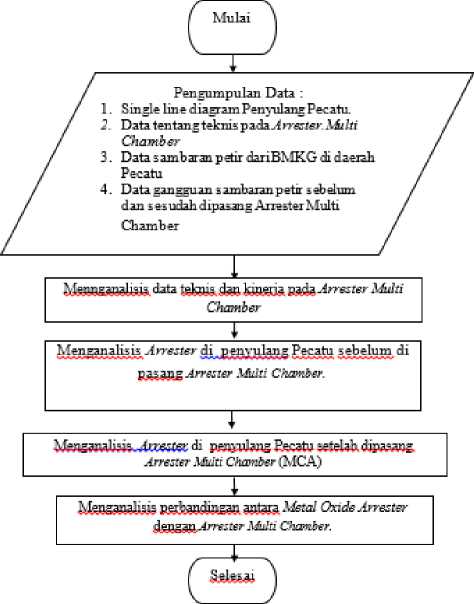 Mulai
Pengumpulan Data :
1. Single line diagram Penyulang Pecatu.
2. Data tentang teknis pada Arrester Multi
Chamber
3. Data sambaran petir dari BMKG di daerah
Pecatu
4. Data gangguan sambaran petir sebelum
dan sesudah dipasang Arrester Multi
Chamber
Mennganalisis data teknis dan kinerja pada Arrester Multi
Chamber
Menganalisis Arrester di penyulang Pecatu sebelum di
pasang Arrester Multi Chamber.
Menganalisis Arrester di penyulang Pecatu setelah dipasang
Arrester Multi Chamber (MCA)
Menganalisis perbandingan antara Metal Oxide Arrester
dengan Arrester Multi Chamber.
Selesai